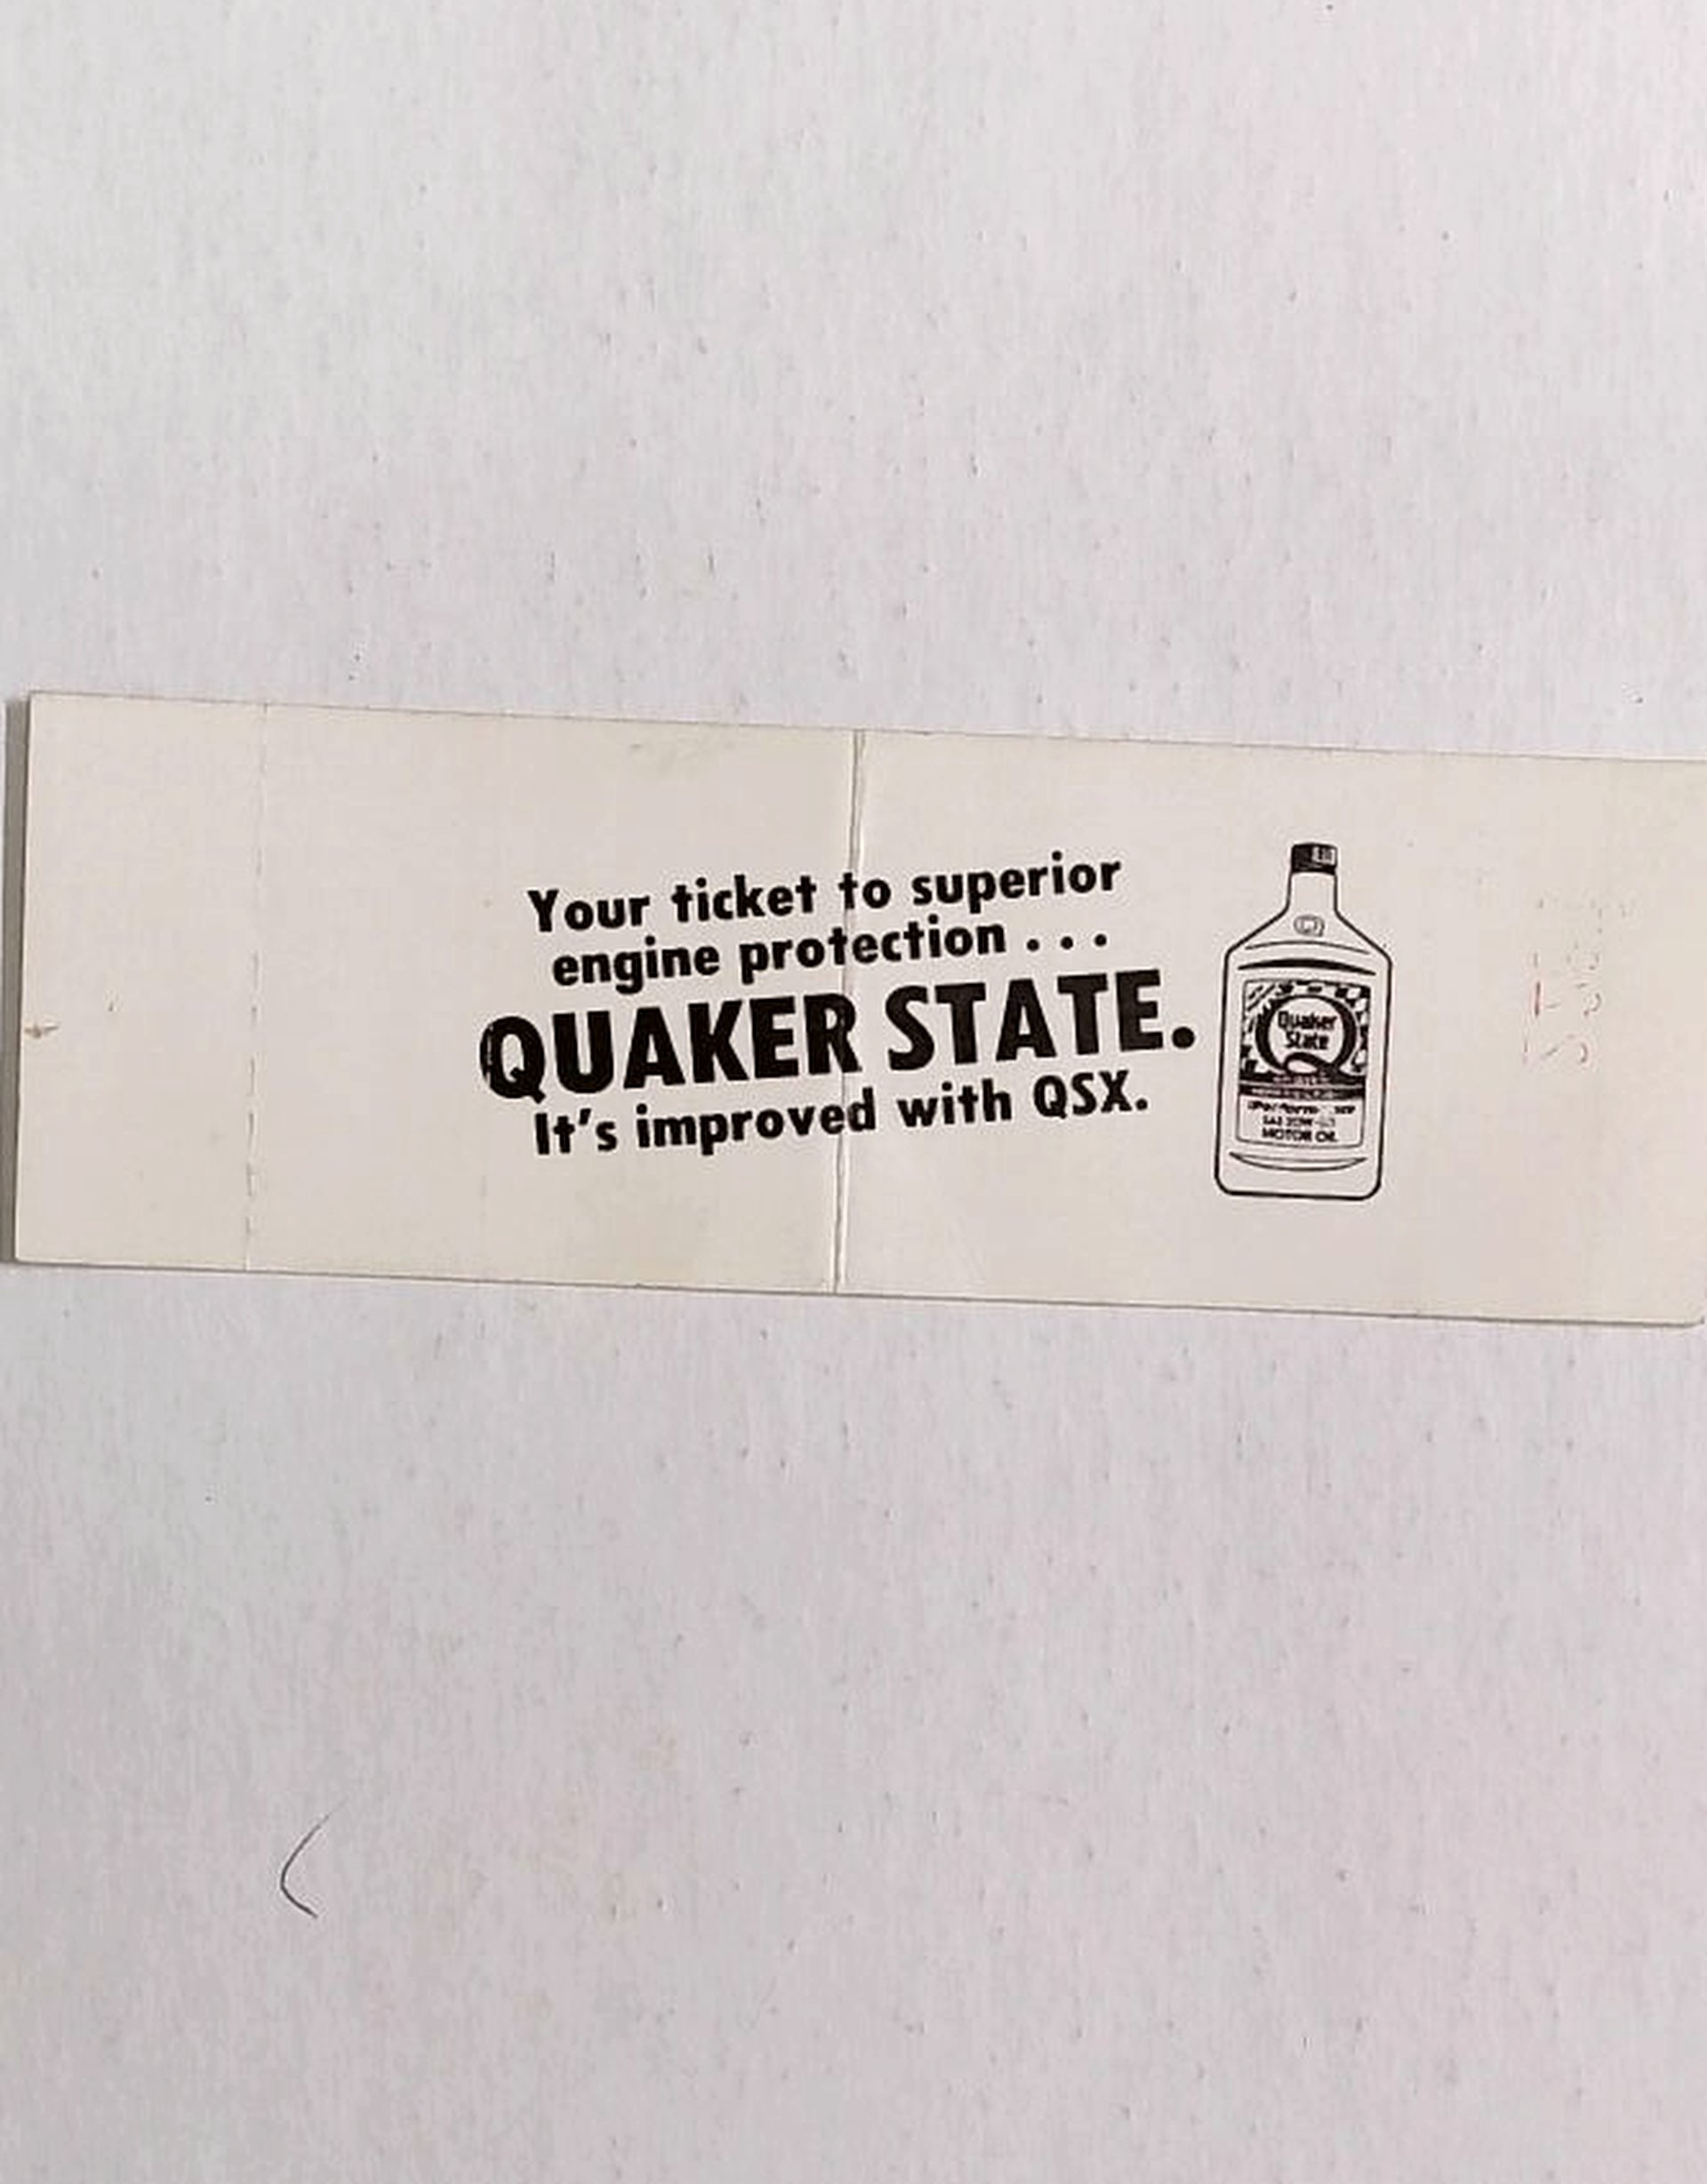 Your ticket to superior
engine protection . . .
QUAKER STATE.
It's improved with QSX.
Quaker
State
MOTOR OIL